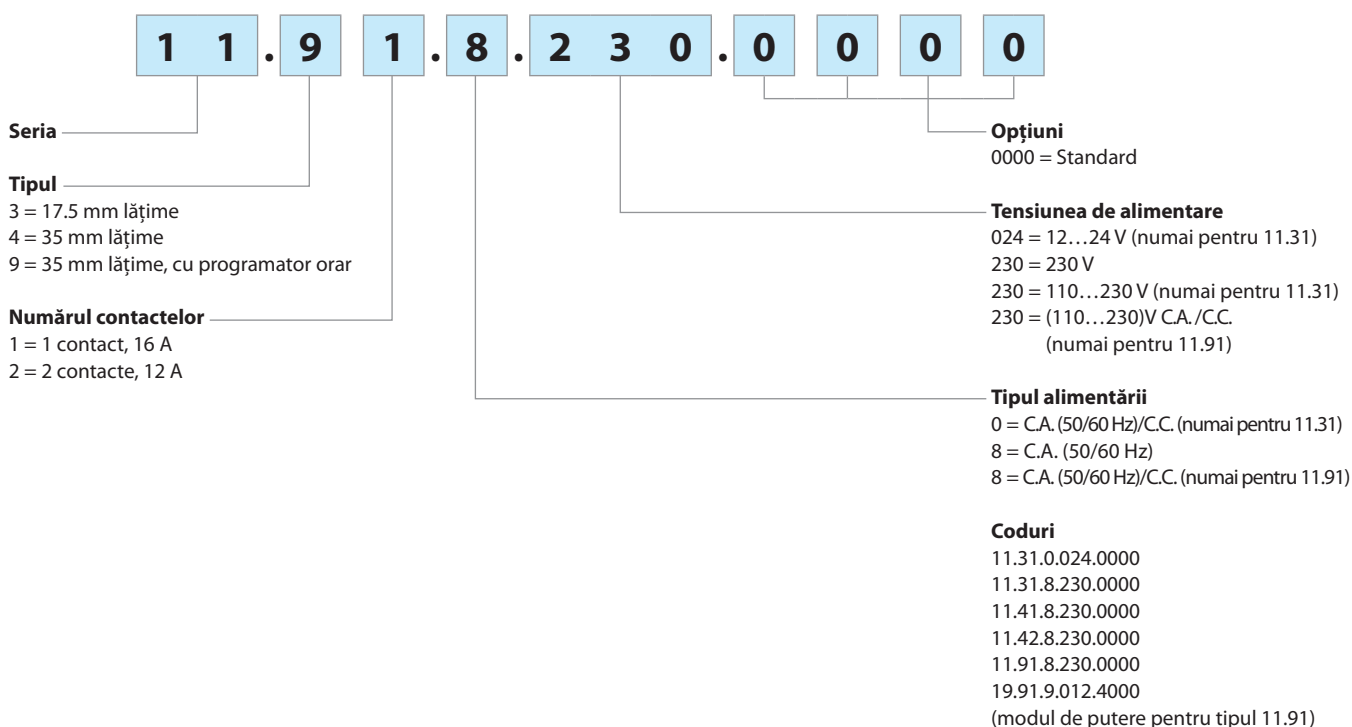 1 1 . 9 1 . 8 . 2 3 0 . 0 0 0 0
Seria
Tipul
3 = 17.5 mm lățime
4 = 35 mm lățime
9 = 35 mm lățime, cu programator orar
Numărul contactelor
1 = 1 contact, 16 A
2 = 2 contacte, 12 A
Opțiuni
0000 = Standard
Tensiunea de alimentare
024 = 12…24 V (numai pentru 11.31)
230 = 230 V
230 = 110…230 V (numai pentru 11.31)
230 = (110…230)V C.A./C.C.
(numai pentru 11.91)
Tipul alimentării
0 = C.A. (50/60 Hz)/C.C. (numai pentru 11.31)
8 = C.A. (50/60 Hz)
8 = C.A. (50/60 Hz)/C.C. (numai pentru 11.91)
Coduri
11.31.0.024.0000
11.31.8.230.0000
11.41.8.230.0000
11.42.8.230.0000
11.91.8.230.0000
19.91.9.012.4000
(modul de putere pentru tipul 11.91)